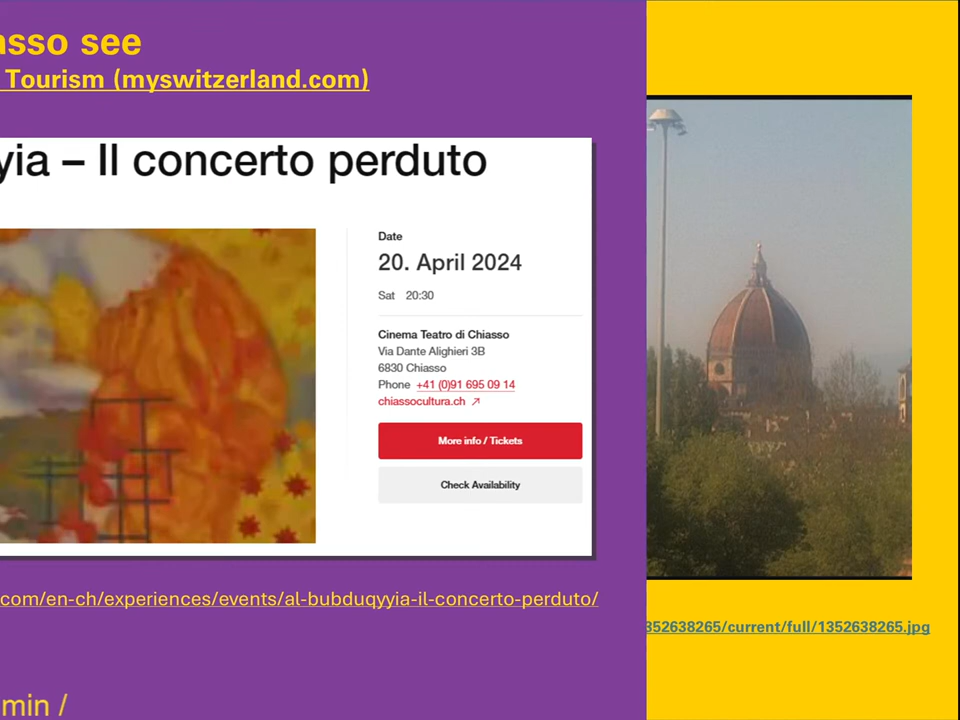 asso see
Tourism (myswitzerland.com)
yia – Il concerto perduto
Date
20. April 2024
Sat 20:30
Cinema Teatro di Chiasso
Via Dante Alighieri 3B
6830 Chiasso
Phone +41 (0)91 695 09 14
chiassocultura.ch ↗
More info / Tickets
Check Availability
com/en-ch/experiences/events/al-bubduqyyia-il-concerto-perduto/
352638265/current/full/1352638265.jpg
min /